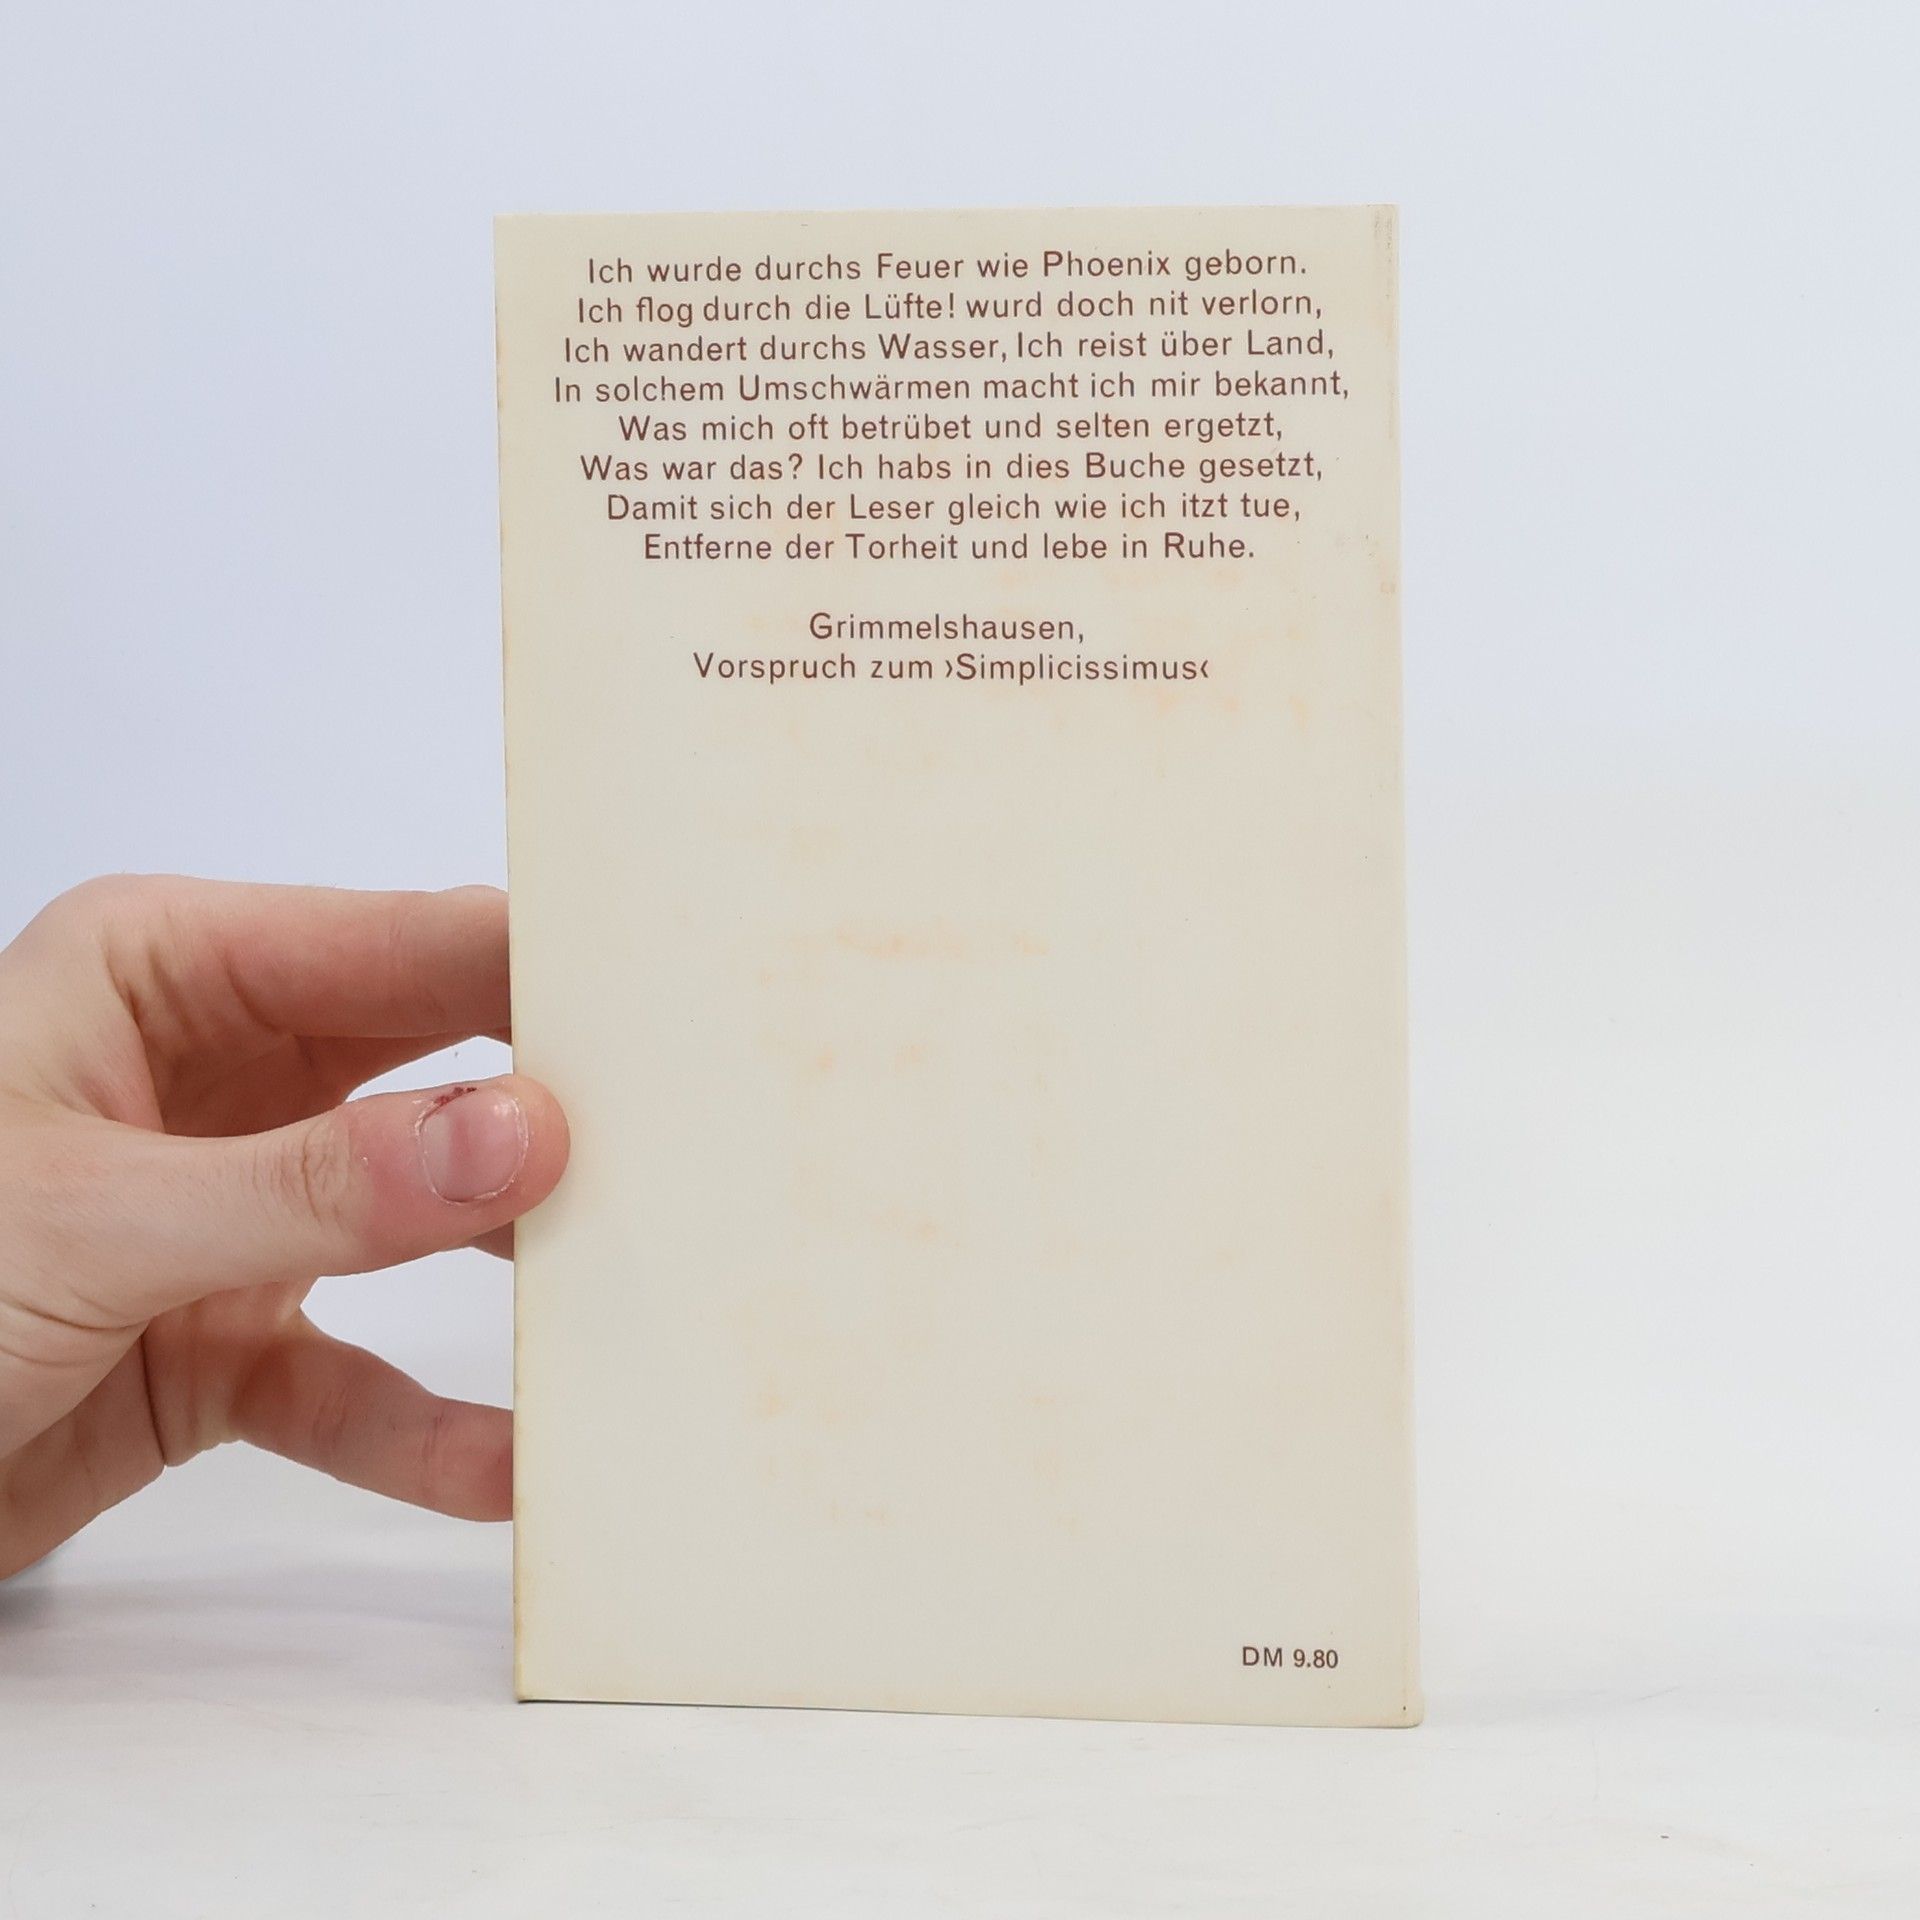 Ich wurde durchs Feuer wie Phoenix geborn.
Ich flog durch die Lüfte! wurd doch nit verlorn,
Ich wandert durchs Wasser, Ich reist über Land,
In solchem Umschwärmen macht ich mir bekannt,
Was mich oft betrübet und selten ergetzt,
Was war das? Ich habs in dies Buche gesetzt,
Damit sich der Leser gleich wie ich itzt tue,
Entferne der Torheit und lebe in Ruhe.
Grimmelshausen,
Vorspruch zum ›Simplicissimus‹
DM 9.80